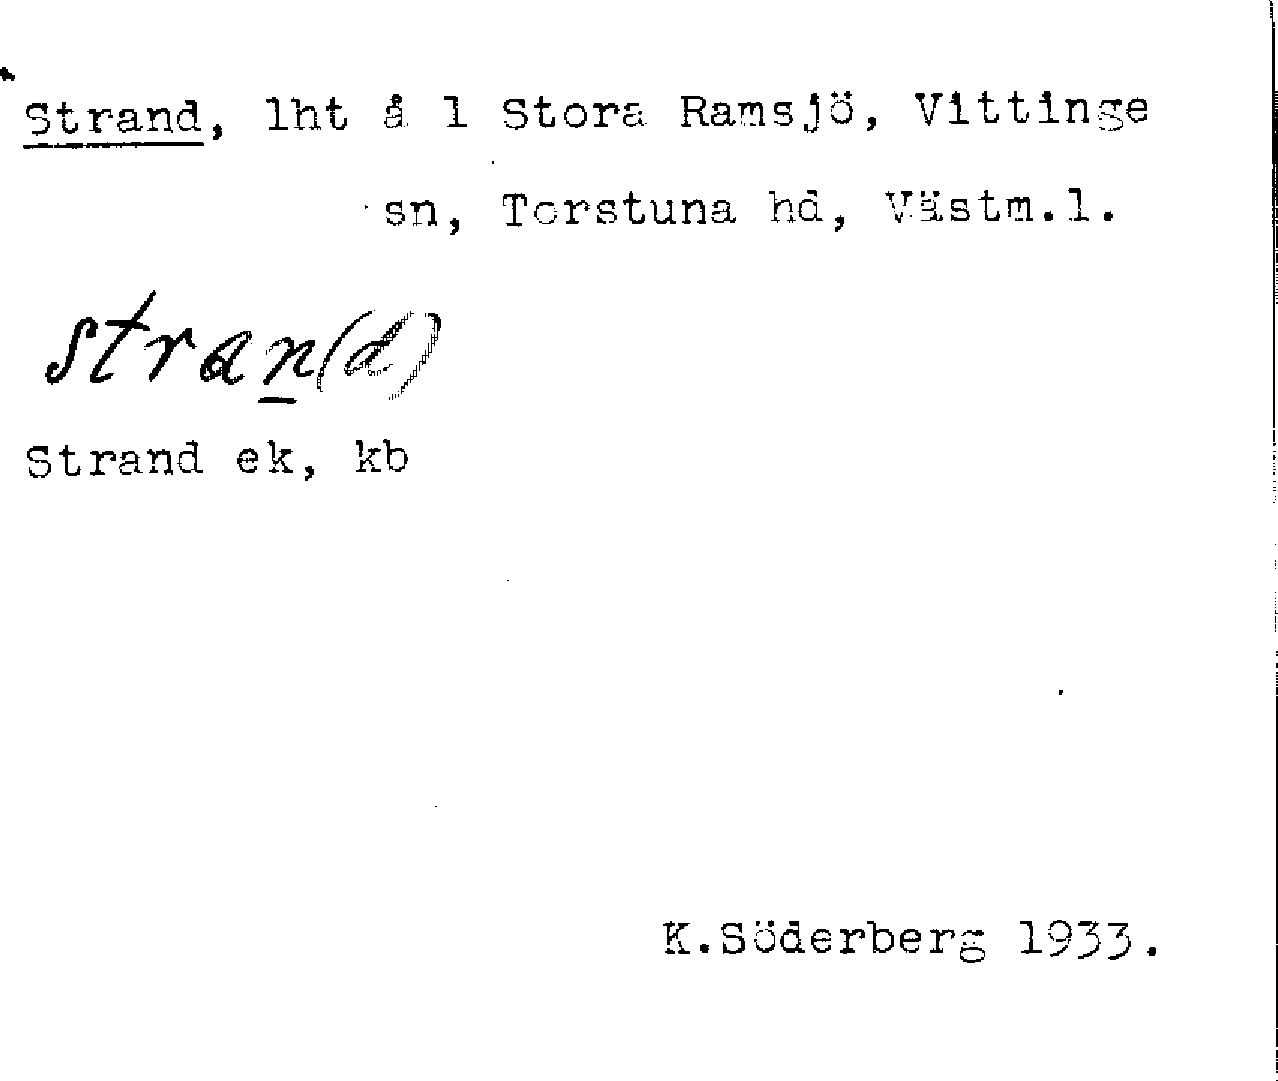 Strand, lht å 1 Stora Ramsjö, Vittinge
sn, Torstuna hd, Västm.l.
stran(d)
Strand ek, kb
K.Söderberg 1933.